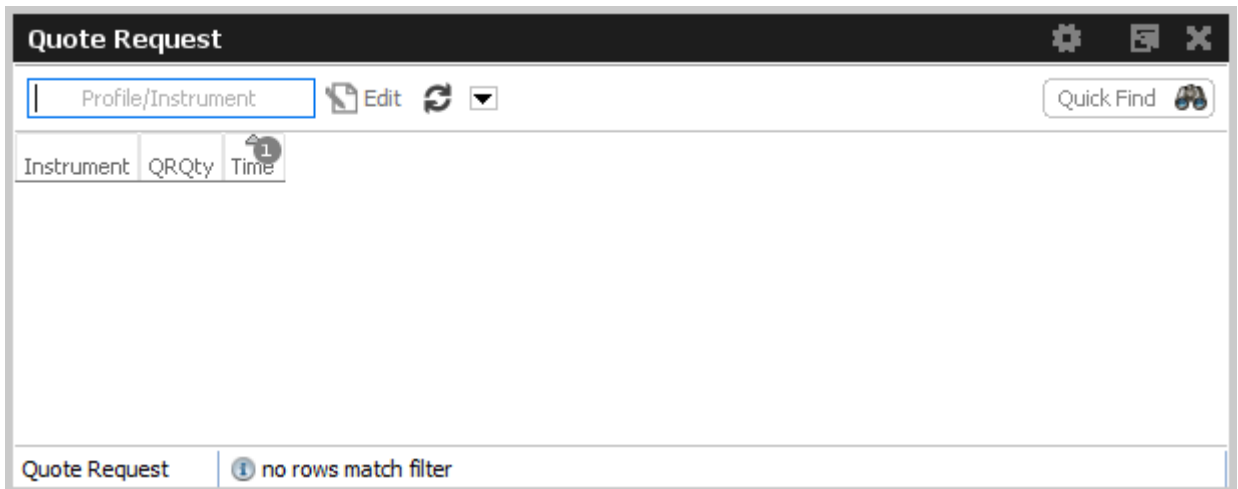 Quote Request
Profile/Instrument Edit Quick Find
Instrument QRQty Time 1
Quote Request no rows match filter